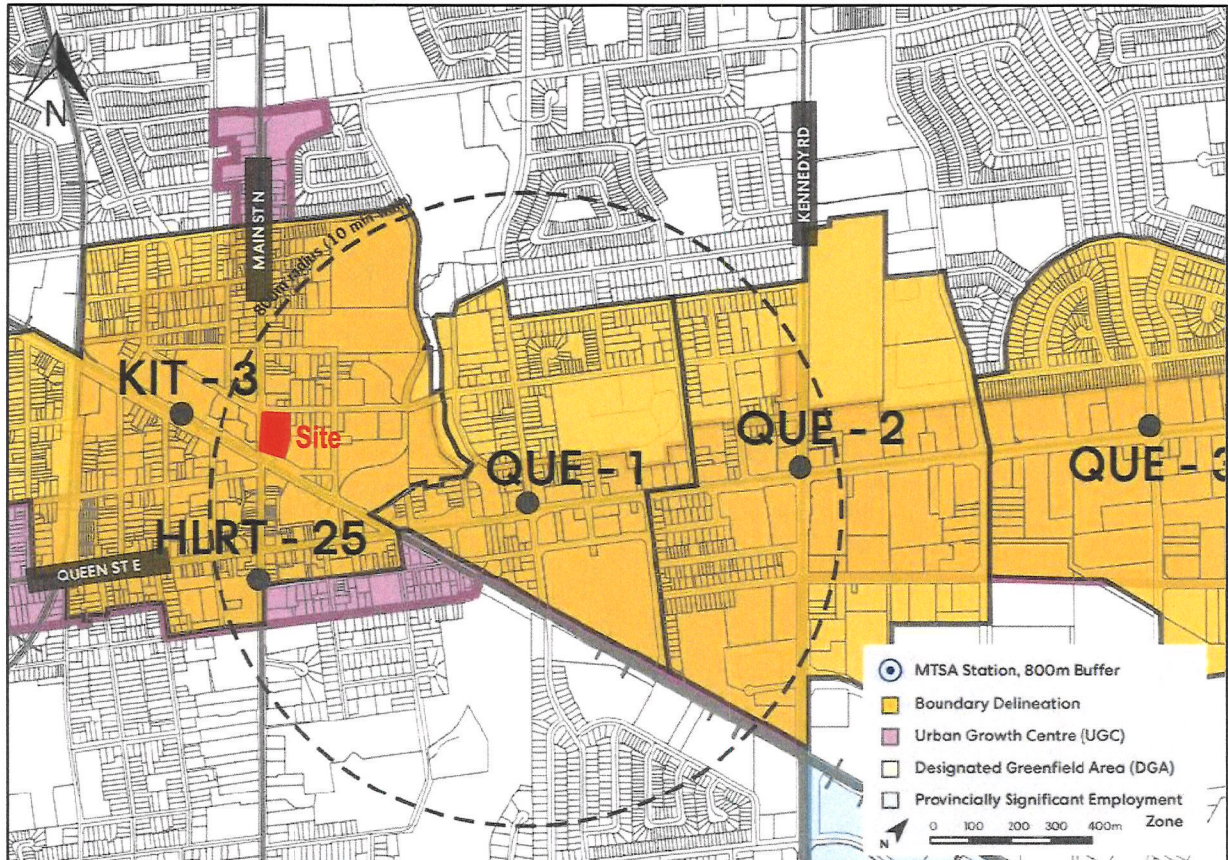 N
MAIN ST N
KENNEDY RD
800m radius (10 min
KIT - 3
Site
QUE - 2
QUE - 1
QUE - 3
HLRT - 25
QUEEN ST E
MTSA Station, 800m Buffer
Boundary Delineation
Urban Growth Centre (UGC)
Designated Greenfield Area (DGA)
Provincially Significant Employment
Zone
N
0 100 200 300 400m